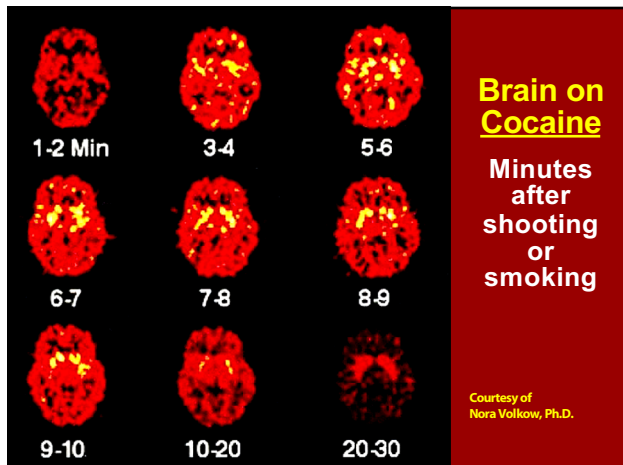 1-2 Min
3-4
5-6
6-7
7-8
8-9
9-10
10-20
20-30
Brain on
Cocaine
Minutes
after
shooting
or
smoking
Courtesy of
Nora Volkow, Ph.D.